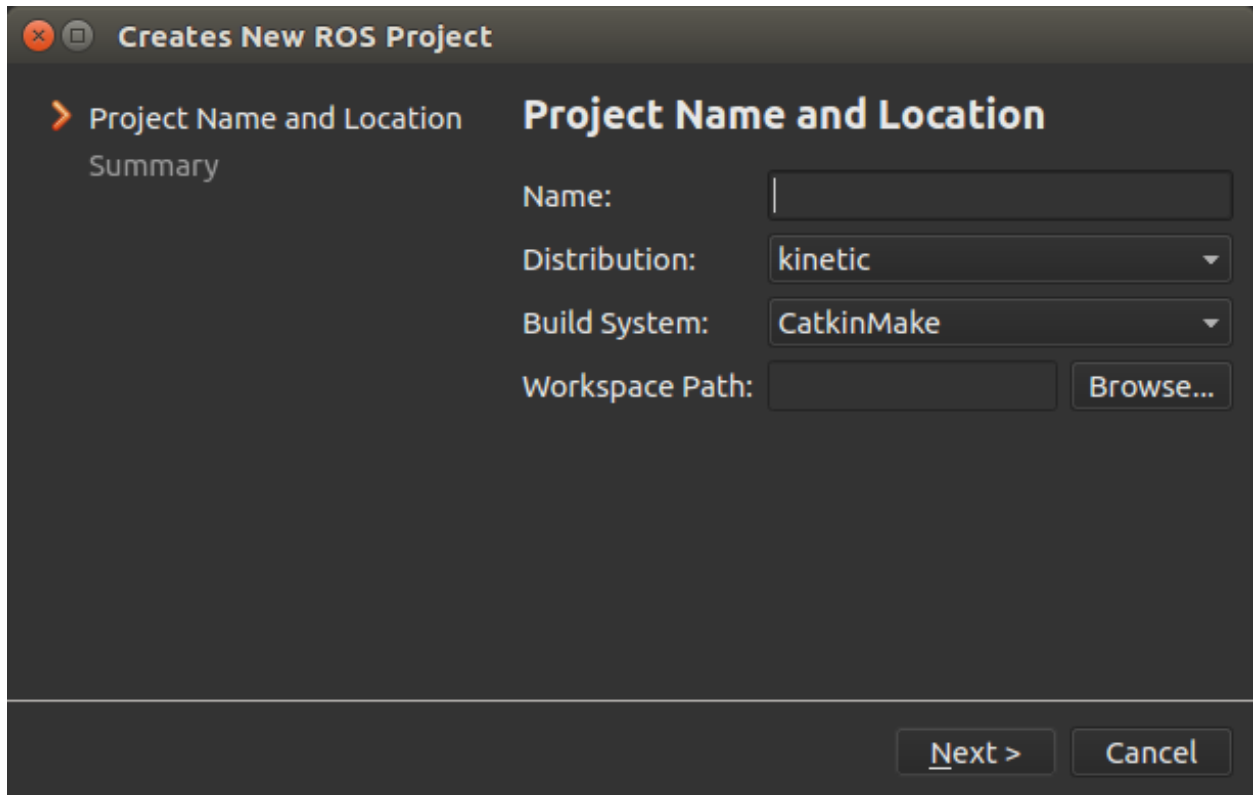 Creates New ROS Project
Project Name and Location
Summary
Project Name and Location
Name:
Distribution: kinetic
Build System: CatkinMake
Workspace Path: Browse...
Next > Cancel